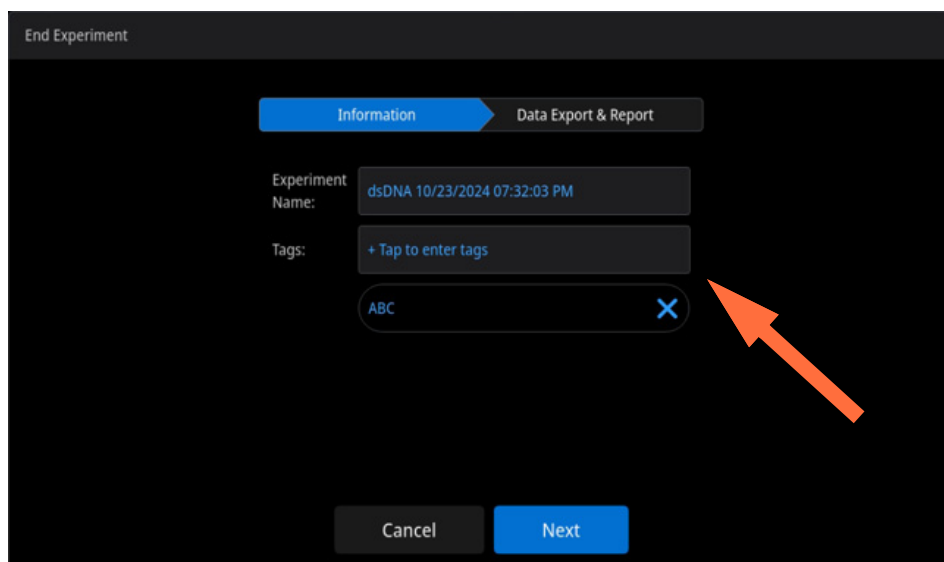 End Experiment
Information
Data Export & Report
Experiment
Name:
dsDNA 10/23/2024 07:32:03 PM
Tags:
+ Tap to enter tags
ABC
Cancel
Next